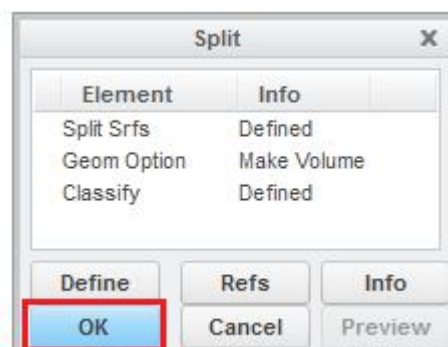 Split X
Element Info
Split Srfs Defined
Geom Option Make Volume
Classify Defined
Define Refs Info
OK Cancel Preview